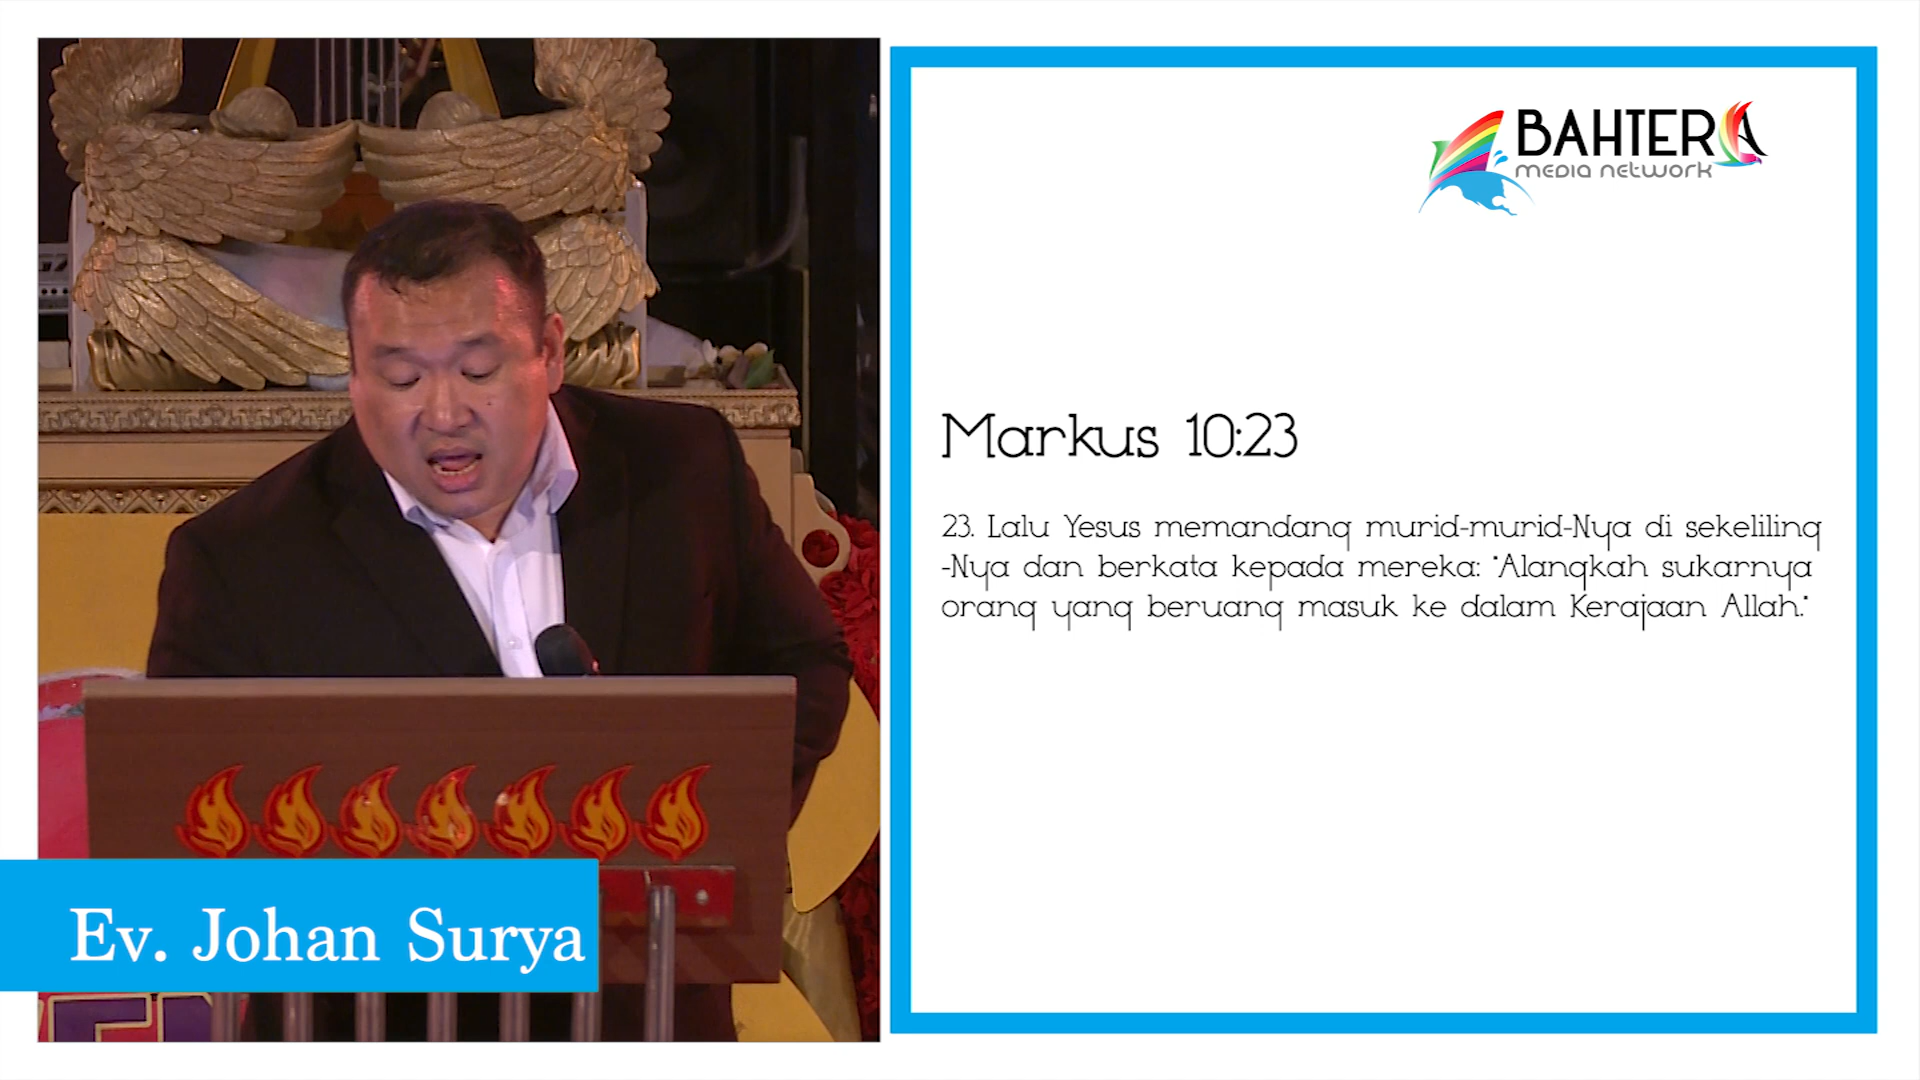 BAHTERA
MEDIA NETWORK
Markus 10:23
23. Lalu Yesus memandang murid-murid-Nya di sekeliling
-Nya dan berkata kepada mereka: "Alangkah sukarnya
orang yang beruang masuk ke dalam Kerajaan Allah."
Ev. Johan Surya